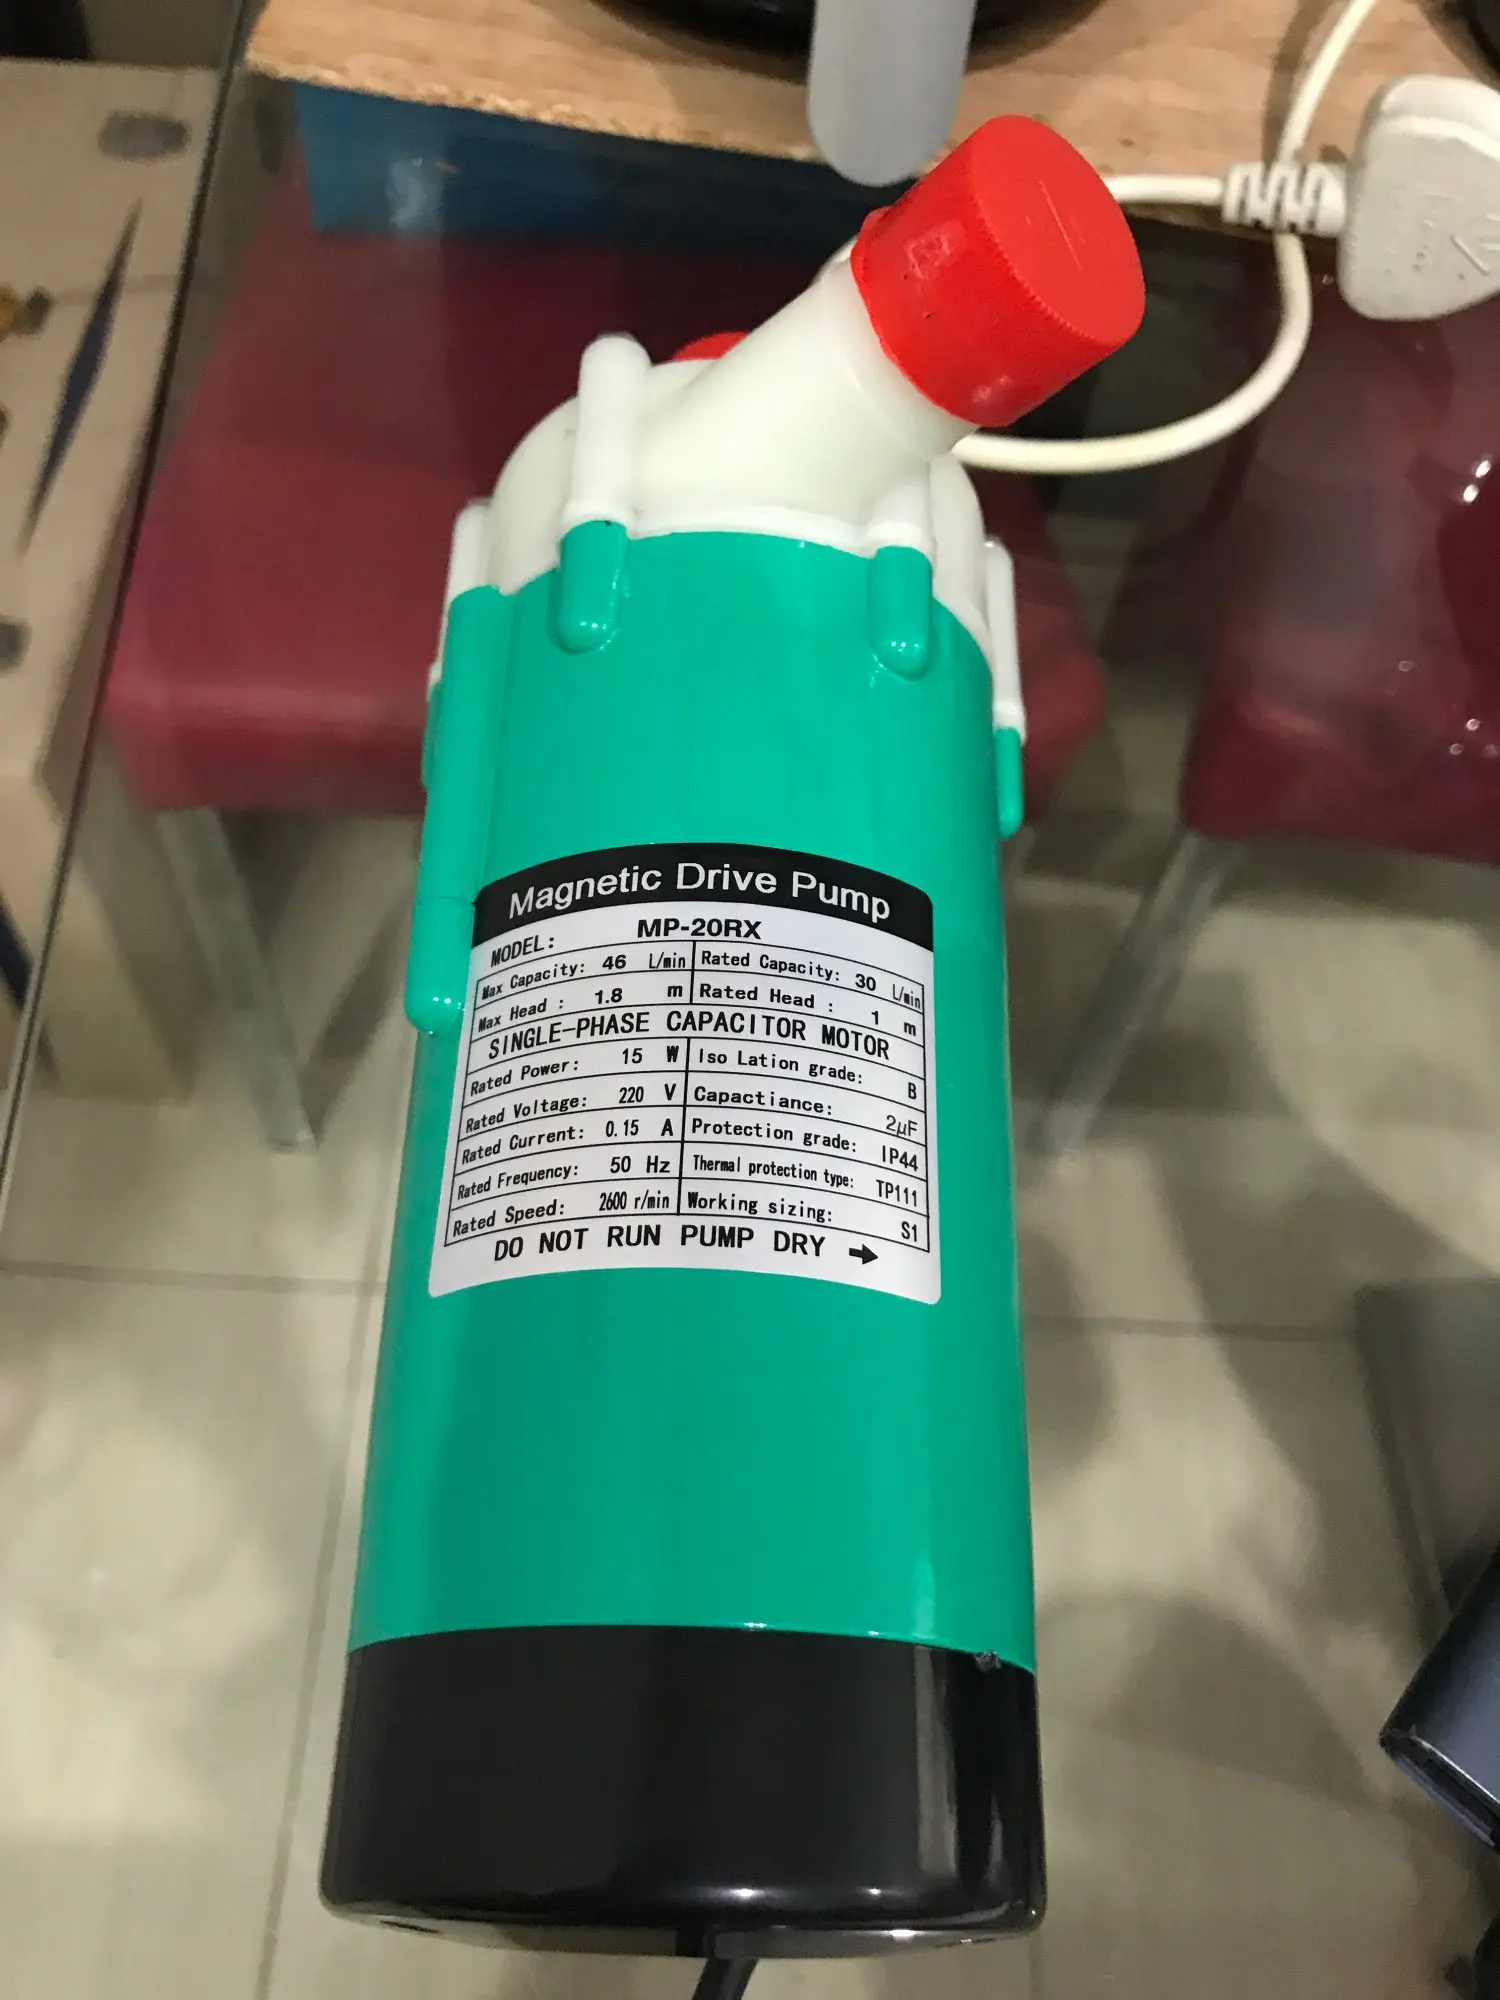 Magnetic Drive Pump
MODEL: MP-20RX
Max Capacity: 46 L/min Rated Capacity: 30 L/min
Max Head : 1.8 m Rated Head : 1 m
SINGLE-PHASE CAPACITOR MOTOR
Rated Power: 15 W Iso Lation grade: B
Rated Voltage: 220 V Capactiance: 2μF
Rated Current: 0.15 A Protection grade: IP44
Rated Frequency: 50 Hz Thermal protection type: TP111
Rated Speed: 2600 r/min Working sizing: S1
DO NOT RUN PUMP DRY →